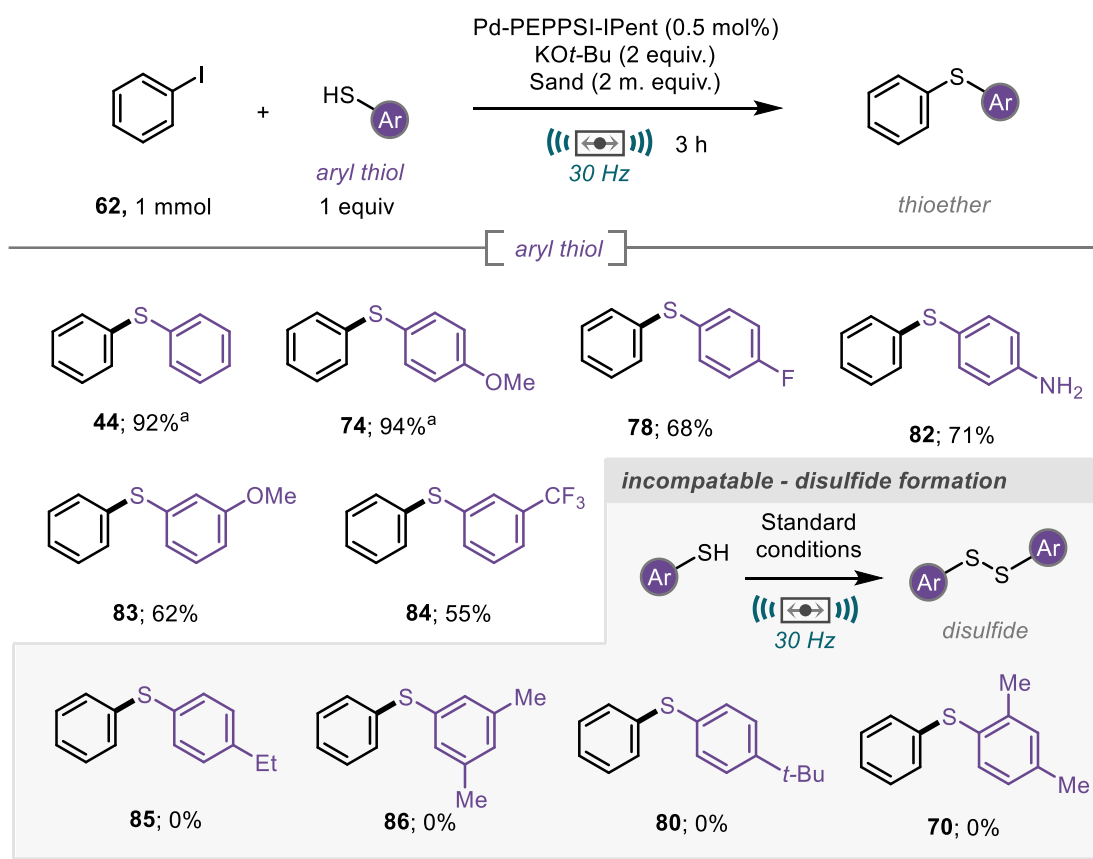 Pd-PEPPSI-IPent (0.5 mol%)
KOt-Bu (2 equiv.)
Sand (2 m. equiv.)
I
+
HS
Ar
30 Hz
3 h
S
Ar
aryl thiol
62, 1 mmol
1 equiv
thioether
aryl thiol
S
44; 92%a
S
OMe
74; 94%a
S
F
78; 68%
S
NH2
82; 71%
S
OMe
83; 62%
S
CF3
84; 55%
incompatable - disulfide formation
Ar
SH
Standard
conditions
30 Hz
Ar
S
S
Ar
disulfide
S
Et
85; 0%
S
Me
Me
86; 0%
S
t-Bu
80; 0%
S
Me
Me
70; 0%